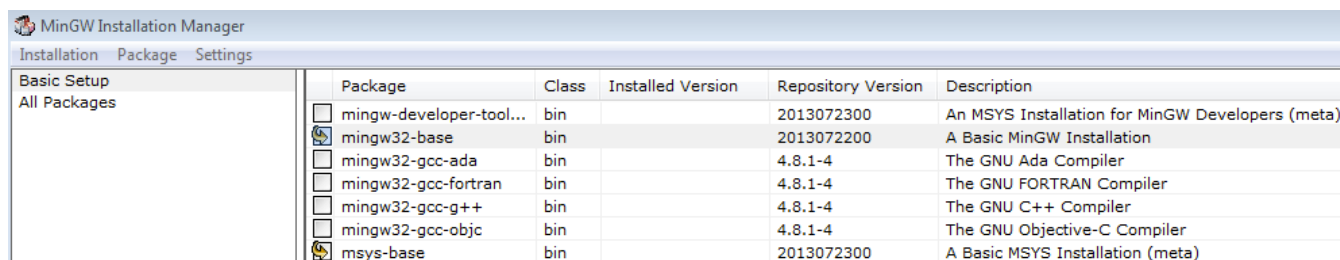 MinGW Installation Manager
Installation Package Settings
Basic Setup
All Packages
Package Class Installed Version Repository Version Description
mingw-developer-tool... bin 2013072300 An MSYS Installation for MinGW Developers (meta)
mingw32-base bin 2013072200 A Basic MinGW Installation
mingw32-gcc-ada bin 4.8.1-4 The GNU Ada Compiler
mingw32-gcc-fortran bin 4.8.1-4 The GNU FORTRAN Compiler
mingw32-gcc-g++ bin 4.8.1-4 The GNU C++ Compiler
mingw32-gcc-objc bin 4.8.1-4 The GNU Objective-C Compiler
msys-base bin 2013072300 A Basic MSYS Installation (meta)